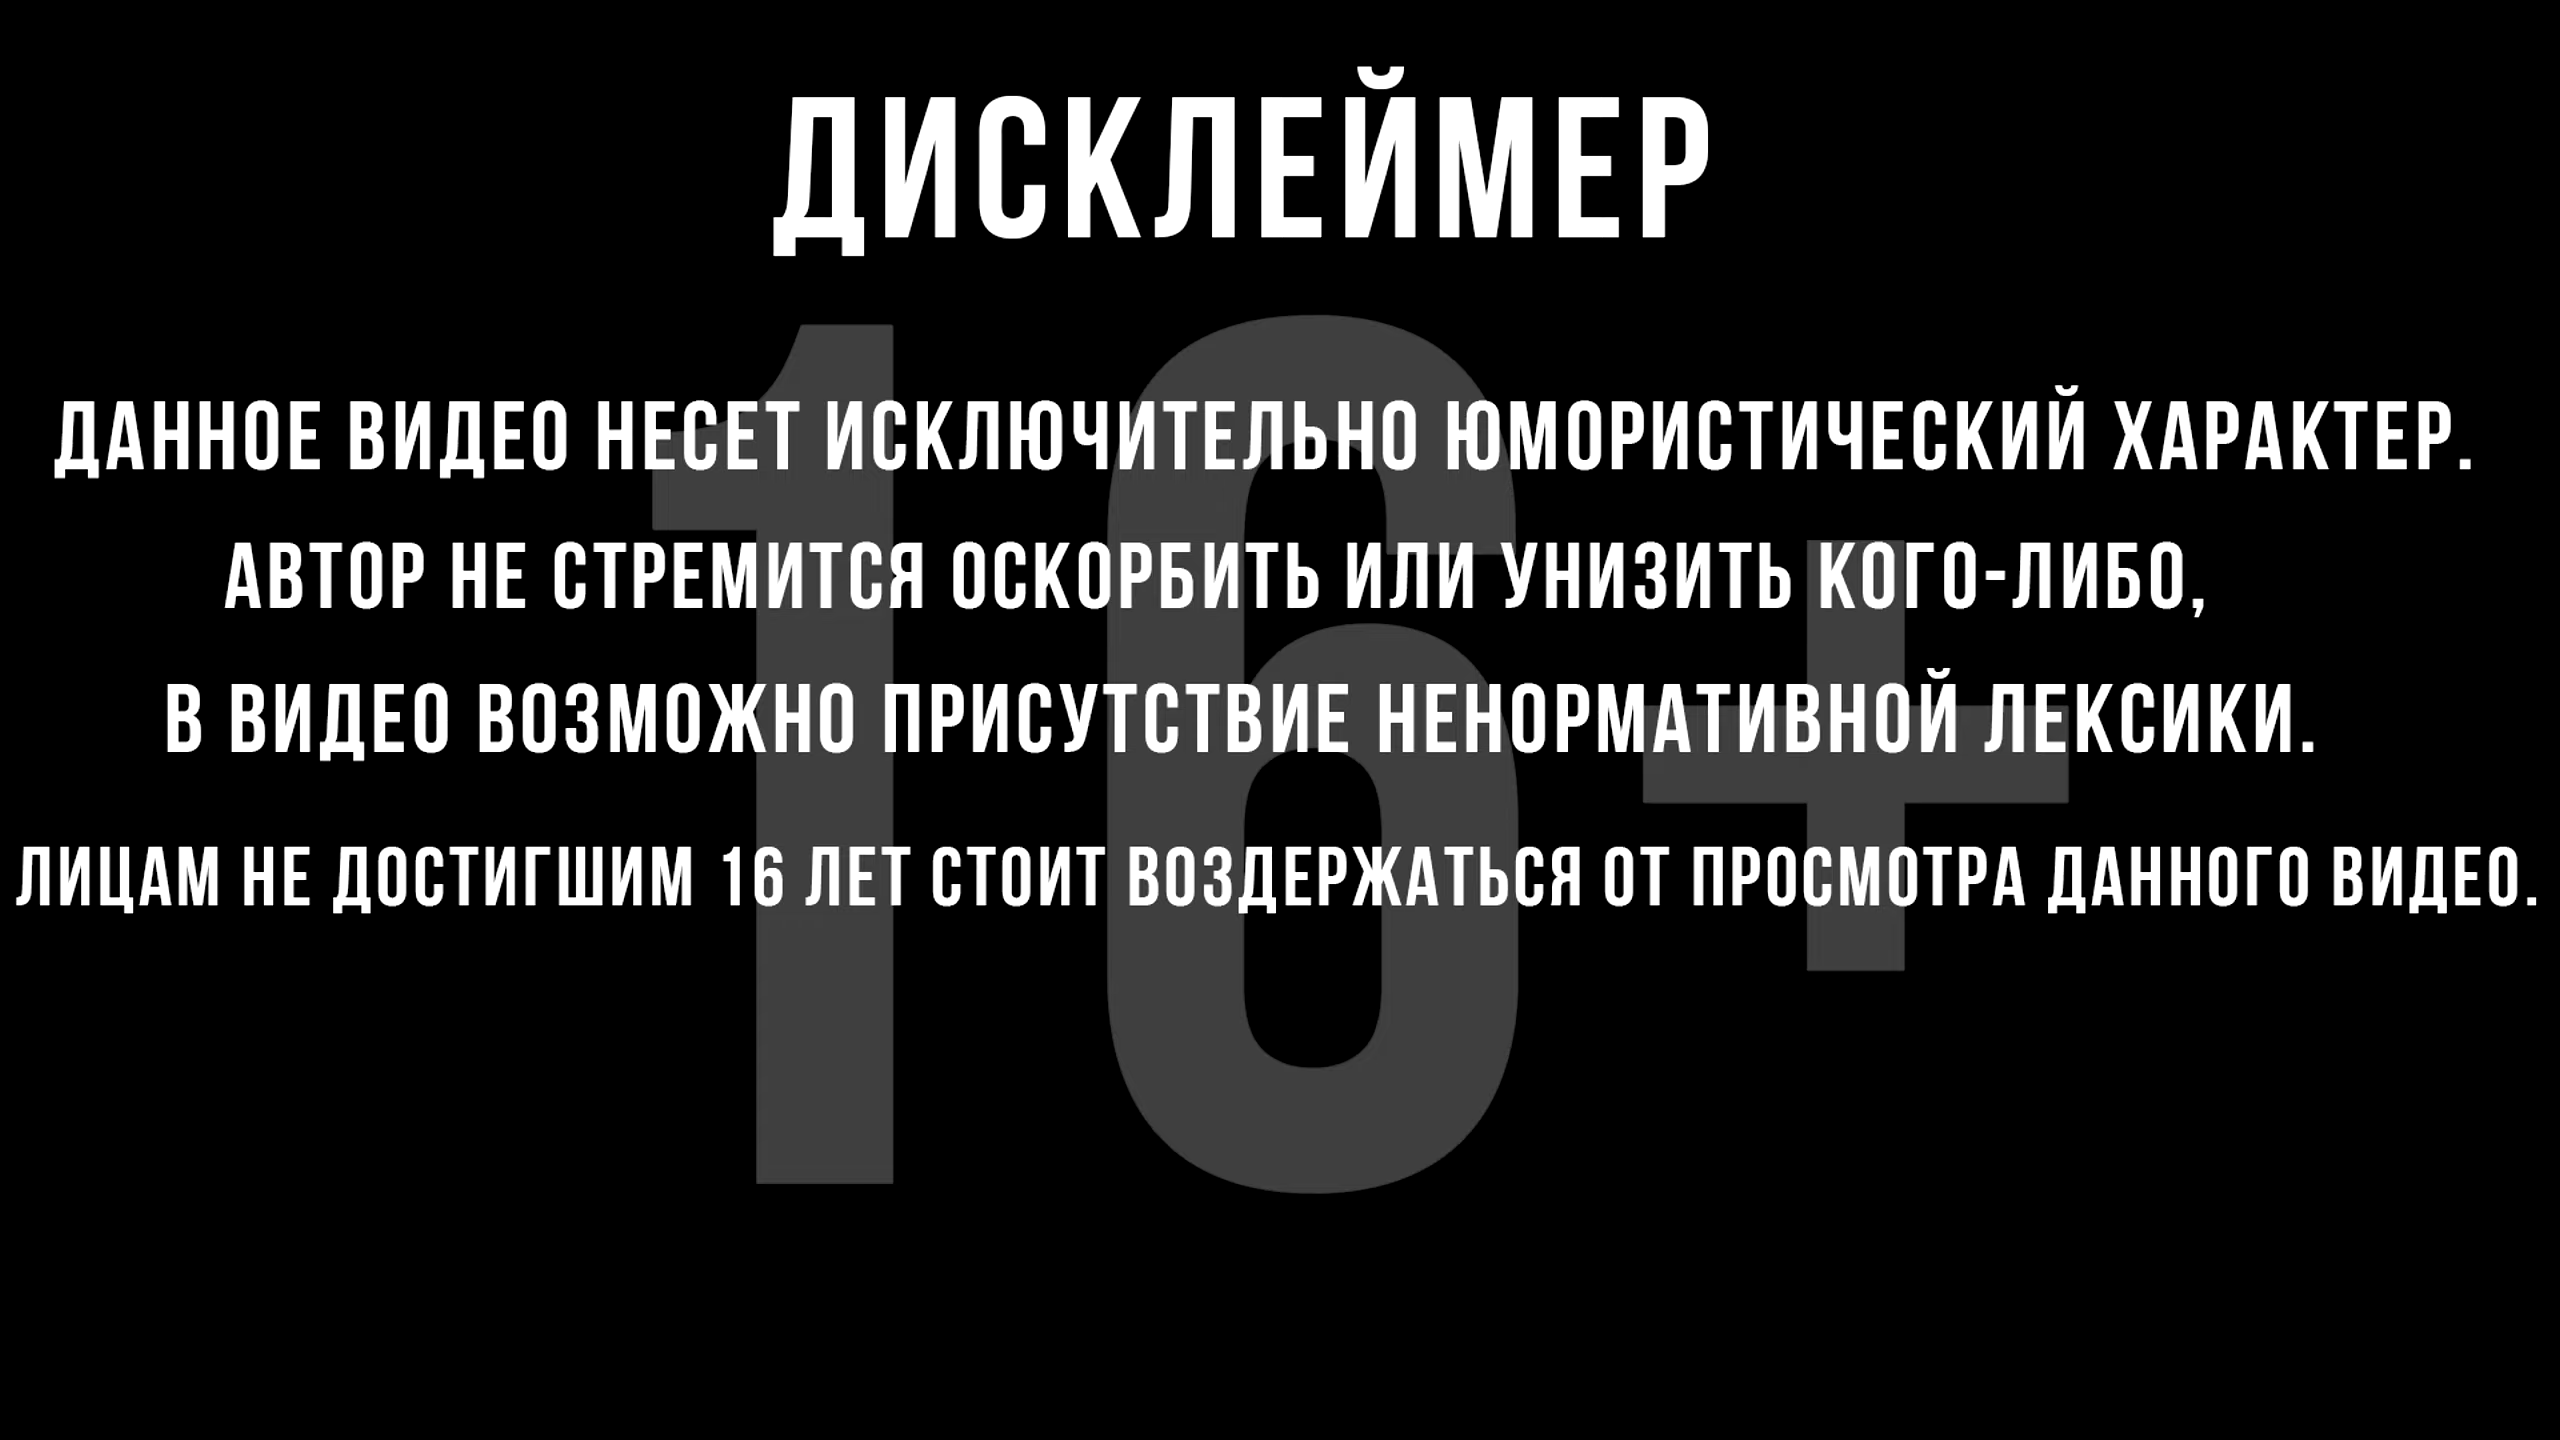 ДИСКЛЕЙМЕР
ДАННОЕ ВИДЕО НЕСЕТ ИСКЛЮЧИТЕЛЬНО ЮМОРИСТИЧЕСКИЙ ХАРАКТЕР.
АВТОР НЕ СТРЕМИТСЯ ОСКОРБИТЬ ИЛИ УНИЗИТЬ КОГО-ЛИБО,
В ВИДЕО ВОЗМОЖНО ПРИСУТСТВИЕ НЕНОРМАТИВНОЙ ЛЕКСИКИ.
ЛИЦАМ НЕ ДОСТИГШИМ 16 ЛЕТ СТОИТ ВОЗДЕРЖАТЬСЯ ОТ ПРОСМОТРА ДАННОГО ВИДЕО.
16+